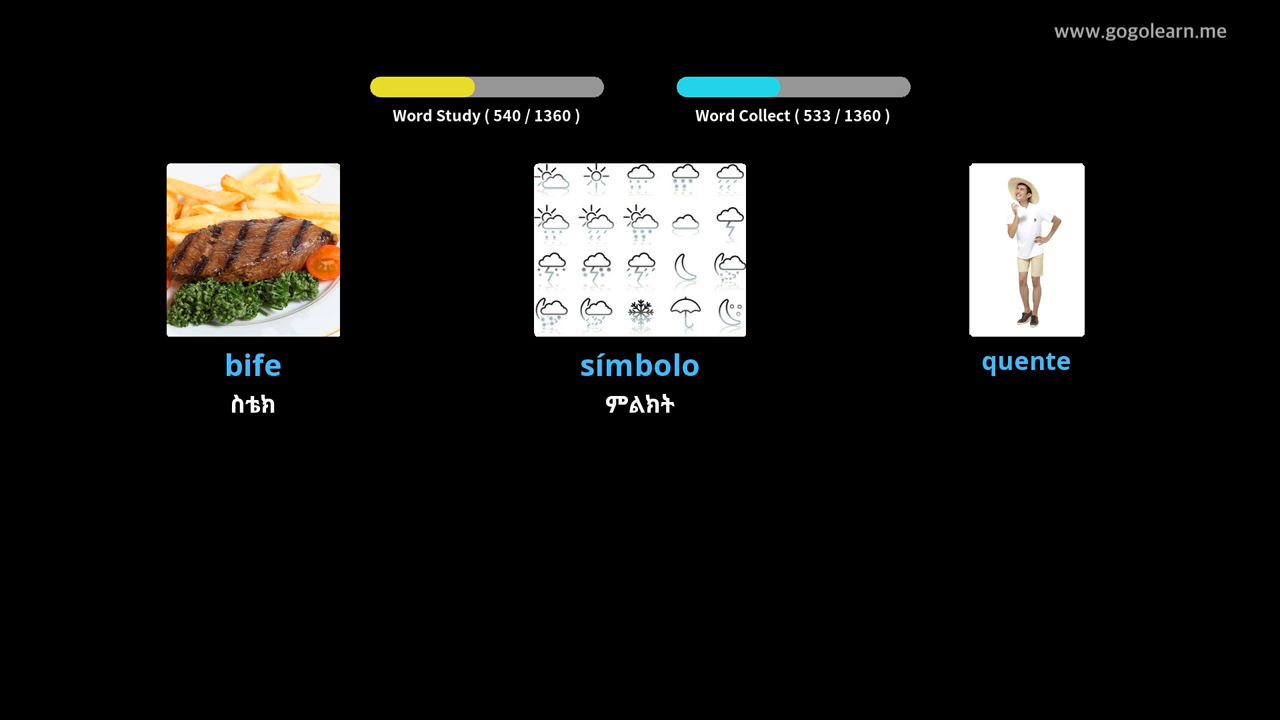 www.gogolearn.me
Word Study ( 540 / 1360 )
Word Collect ( 533 / 1360 )
bife
ስቴክ
símbolo
ምልክት
quente